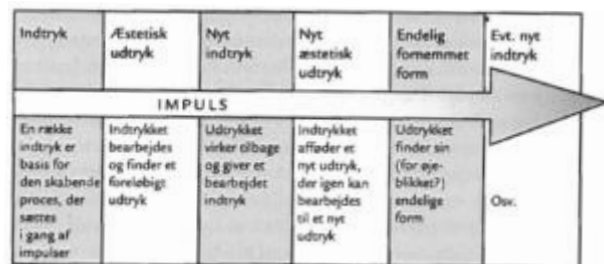 Indtryk
Æstetisk
udtryk
Nyt
indtryk
Nyt
æstetisk
udtryk
Endelig
fornemmet
form
Evt. nyt
indtryk
IMPULS
En række
indtryk er
basis for
den skabende
proces, der
sættes
i gang af
impulser
Indtrykket
bearbejdes
og finder et
foreløbigt
udtryk
Udtrykket
virker tilbage
og giver et
bearbejdet
indtryk
Indtrykket
afføder et
nyt udtryk,
der igen kan
bearbejdes
til et nyt
udtryk
Udtrykket
finder sin
(for øje-
blikket?)
endelige
form
Osv.